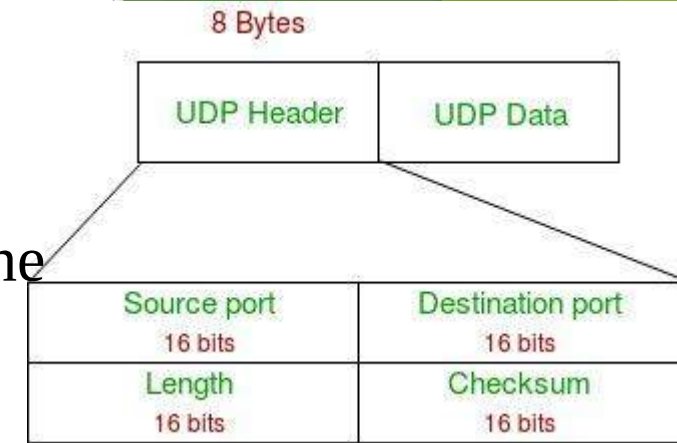 8 Bytes
UDP Header UDP Data
Source port Destination port
16 bits 16 bits
Length Checksum
16 bits 16 bits